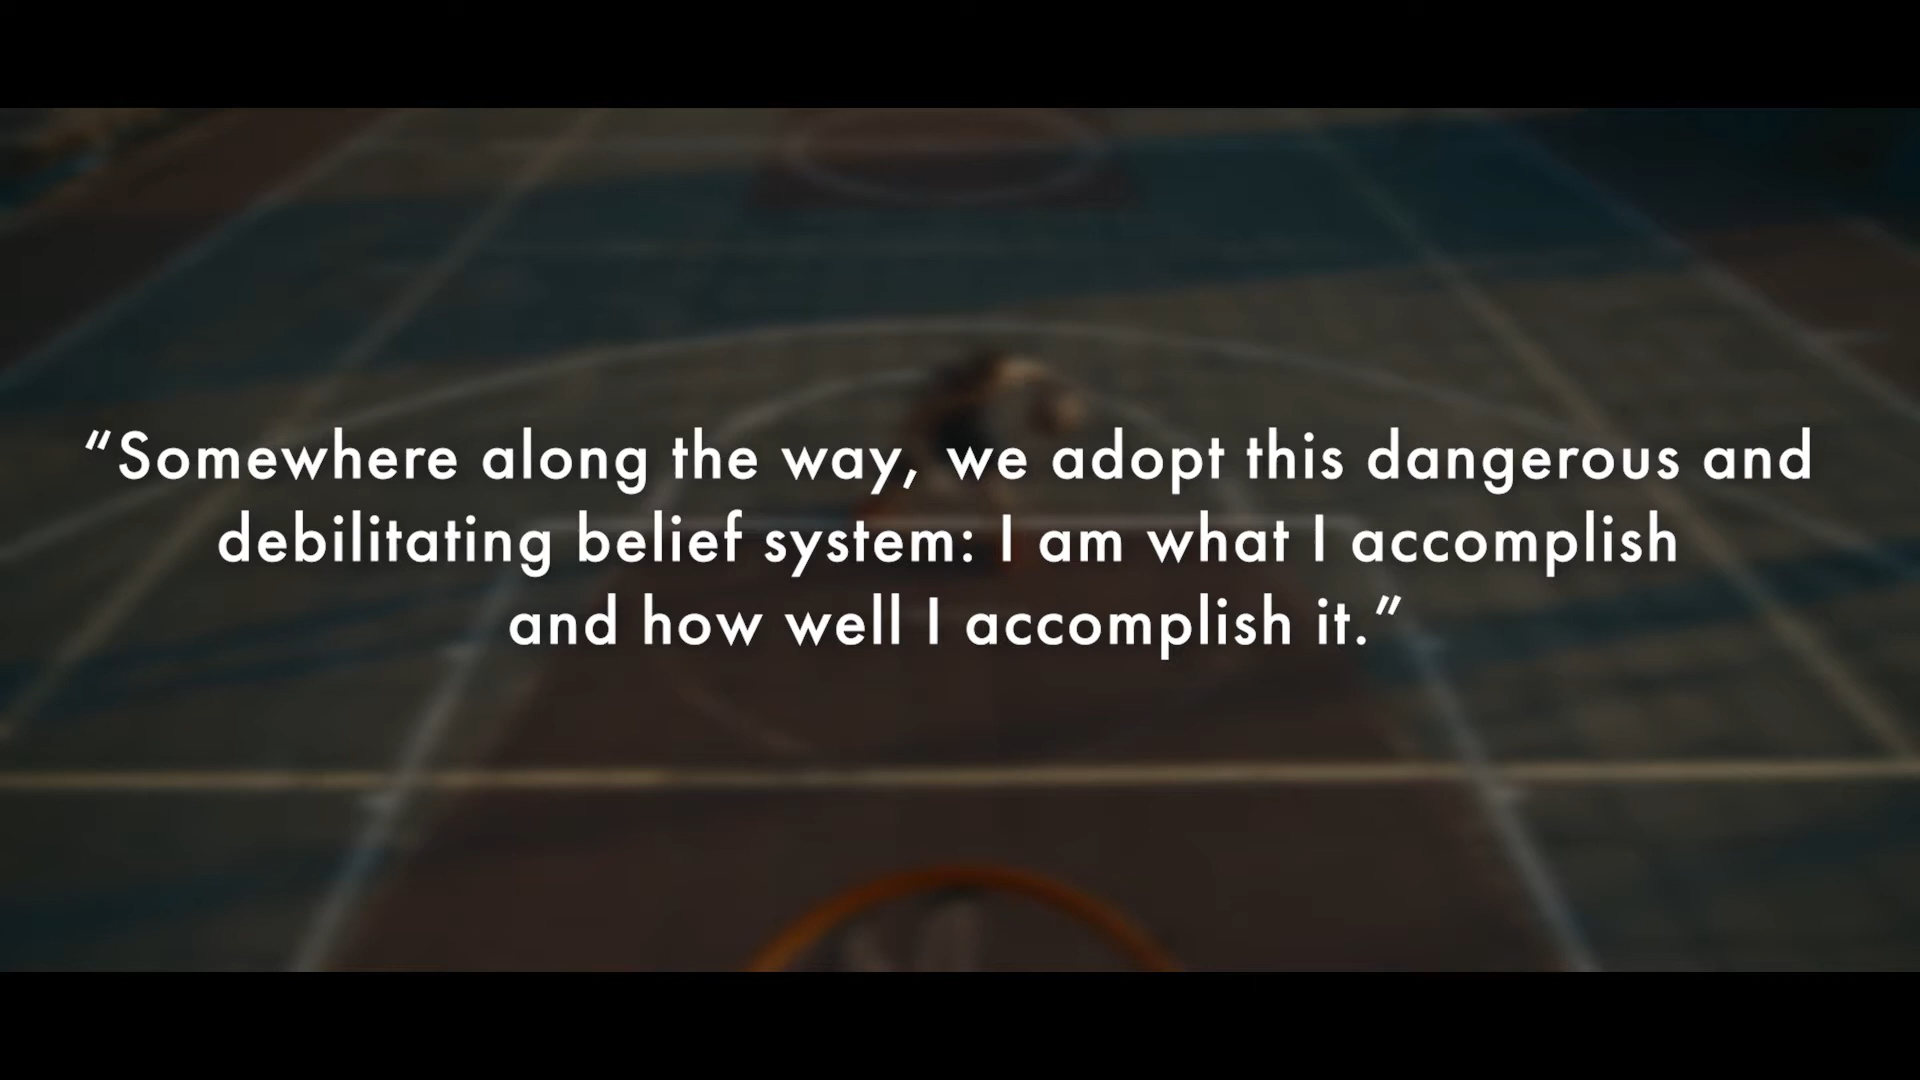 “Somewhere along the way, we adopt this dangerous and
debilitating belief system: I am what I accomplish
and how well I accomplish it.”